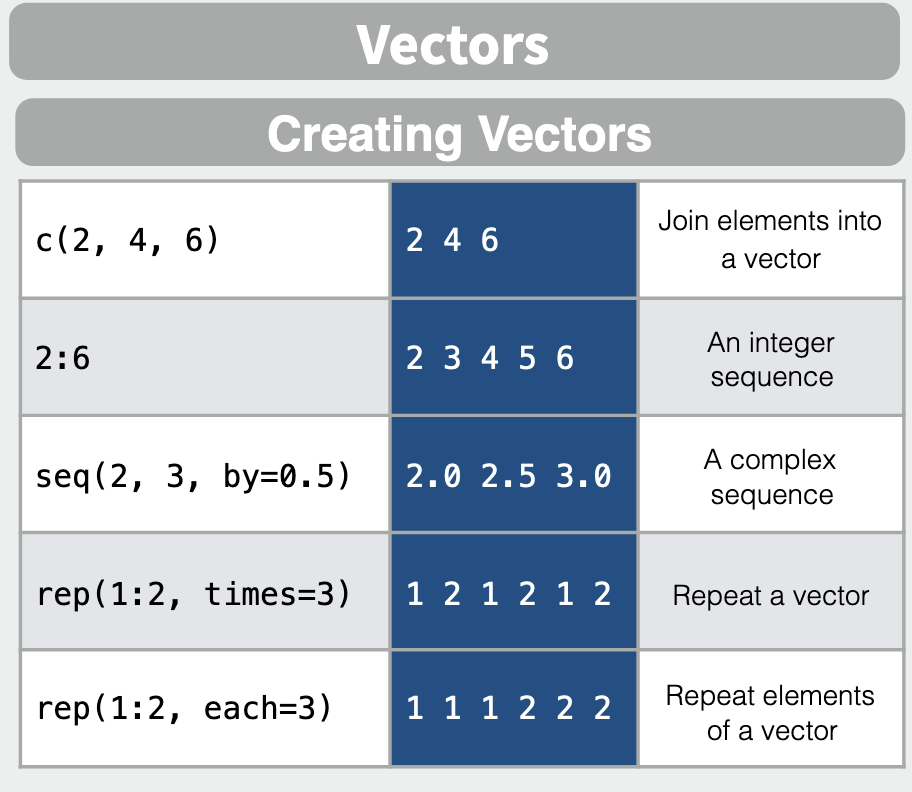 Vectors
Creating Vectors
c(2, 4, 6)
2 4 6
Join elements into
a vector
2:6
2 3 4 5 6
An integer
sequence
seq(2, 3, by=0.5)
2.0 2.5 3.0
A complex
sequence
rep(1:2, times=3)
1 2 1 2 1 2
Repeat a vector
rep(1:2, each=3)
1 1 1 2 2 2
Repeat elements
of a vector